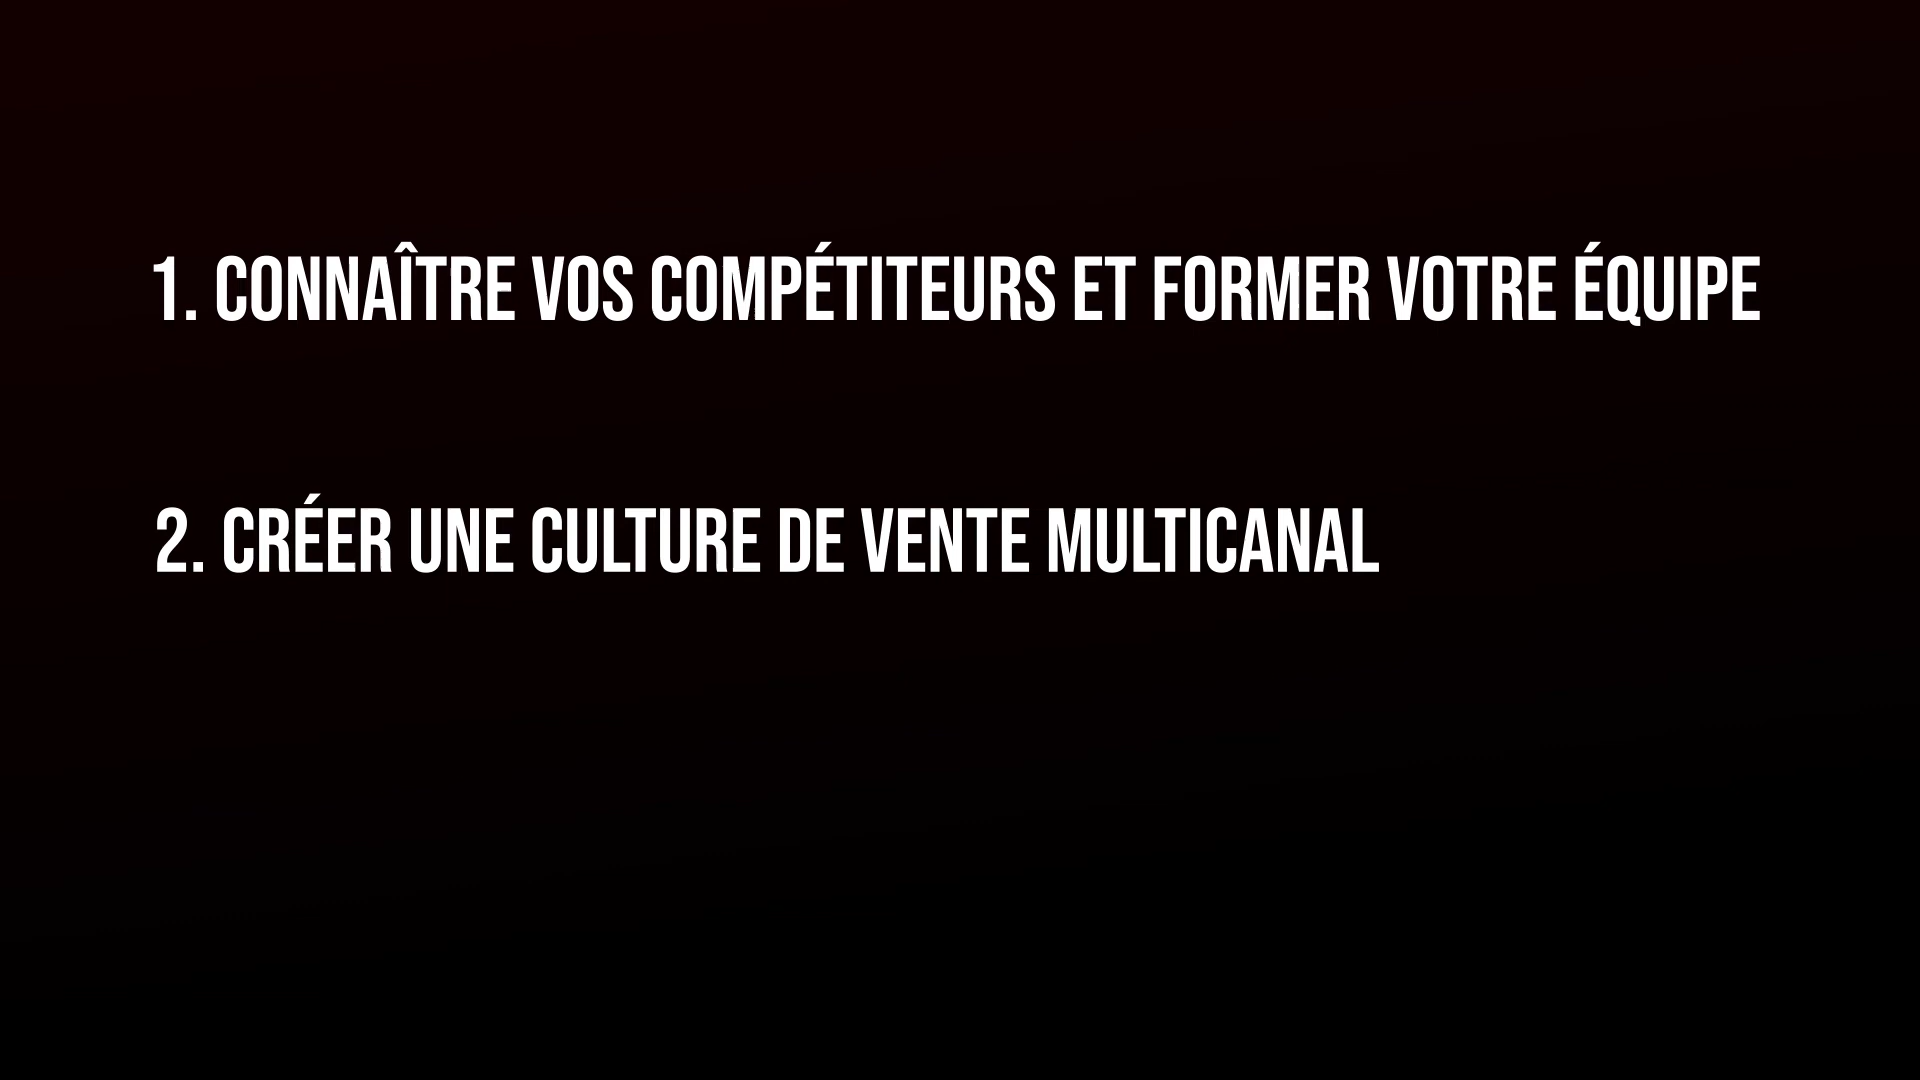 1. CONNAÎTRE VOS COMPÉTITEURS ET FORMER VOTRE ÉQUIPE
2. CRÉER UNE CULTURE DE VENTE MULTICANAL